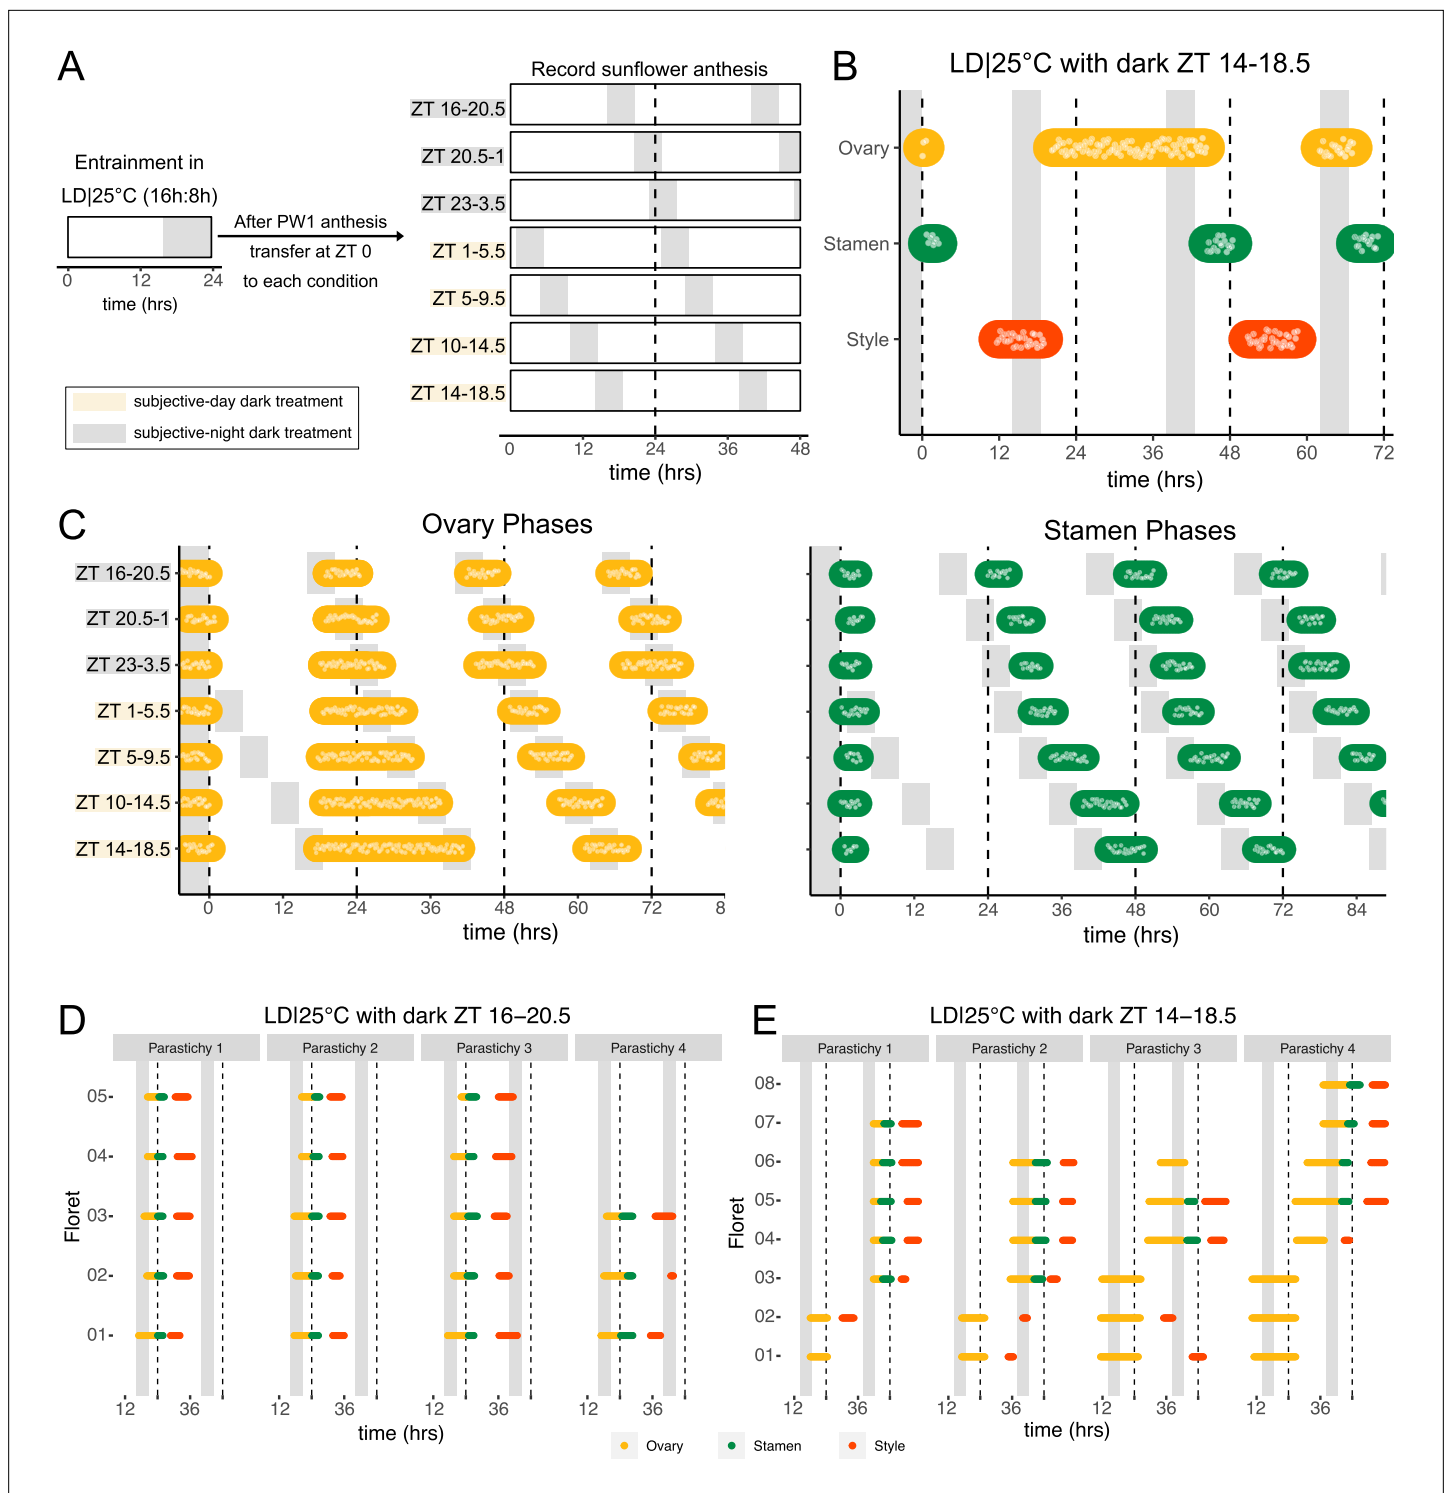 A
Record sunflower anthesis
Entrainment in
LD|25°C (16h:8h)
0
12
24
time (hrs)
After PW1 anthesis
transfer at ZT 0
to each condition
ZT 16-20.5
ZT 20.5-1
ZT 23-3.5
ZT 1-5.5
ZT 5-9.5
ZT 10-14.5
ZT 14-18.5
0
12
24
36
48
time (hrs)
subjective-day dark treatment
subjective-night dark treatment
B
LD|25°C with dark ZT 14-18.5
Ovary
Stamen
Style
0
12
24
36
48
60
72
time (hrs)
C
Ovary Phases
ZT 16-20.5
ZT 20.5-1
ZT 23-3.5
ZT 1-5.5
ZT 5-9.5
ZT 10-14.5
ZT 14-18.5
0
12
24
36
48
60
72
8
time (hrs)
Stamen Phases
0
12
24
36
48
60
72
84
time (hrs)
D
LD|25°C with dark ZT 16–20.5
Parastichy 1
Parastichy 2
Parastichy 3
Parastichy 4
Floret
05
04
03
02
01
12
36
12
36
12
36
12
36
time (hrs)
E
LD|25°C with dark ZT 14–18.5
Parastichy 1
Parastichy 2
Parastichy 3
Parastichy 4
Floret
08
07
06
05
04
03
02
01
12
36
12
36
12
36
12
36
time (hrs)
Ovary
Stamen
Style